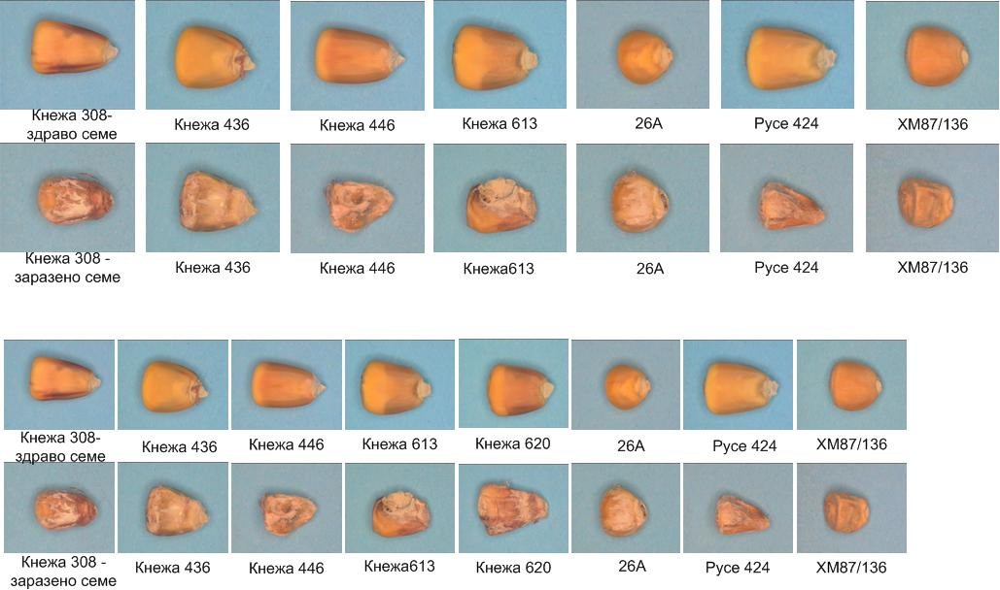 Кнежа 308-
здраво семе
Кнежа 436
Кнежа 446
Кнежа 613
26А
Русе 424
ХМ87/136
Кнежа 308 -
заразено семе
Кнежа 436
Кнежа 446
Кнежа613
26А
Русе 424
ХМ87/136
Кнежа 308-
здраво семе
Кнежа 436
Кнежа 446
Кнежа 613
Кнежа 620
26А
Русе 424
ХМ87/136
Кнежа 308 -
заразено семе
Кнежа 436
Кнежа 446
Кнежа613
Кнежа 620
26А
Русе 424
ХМ87/136